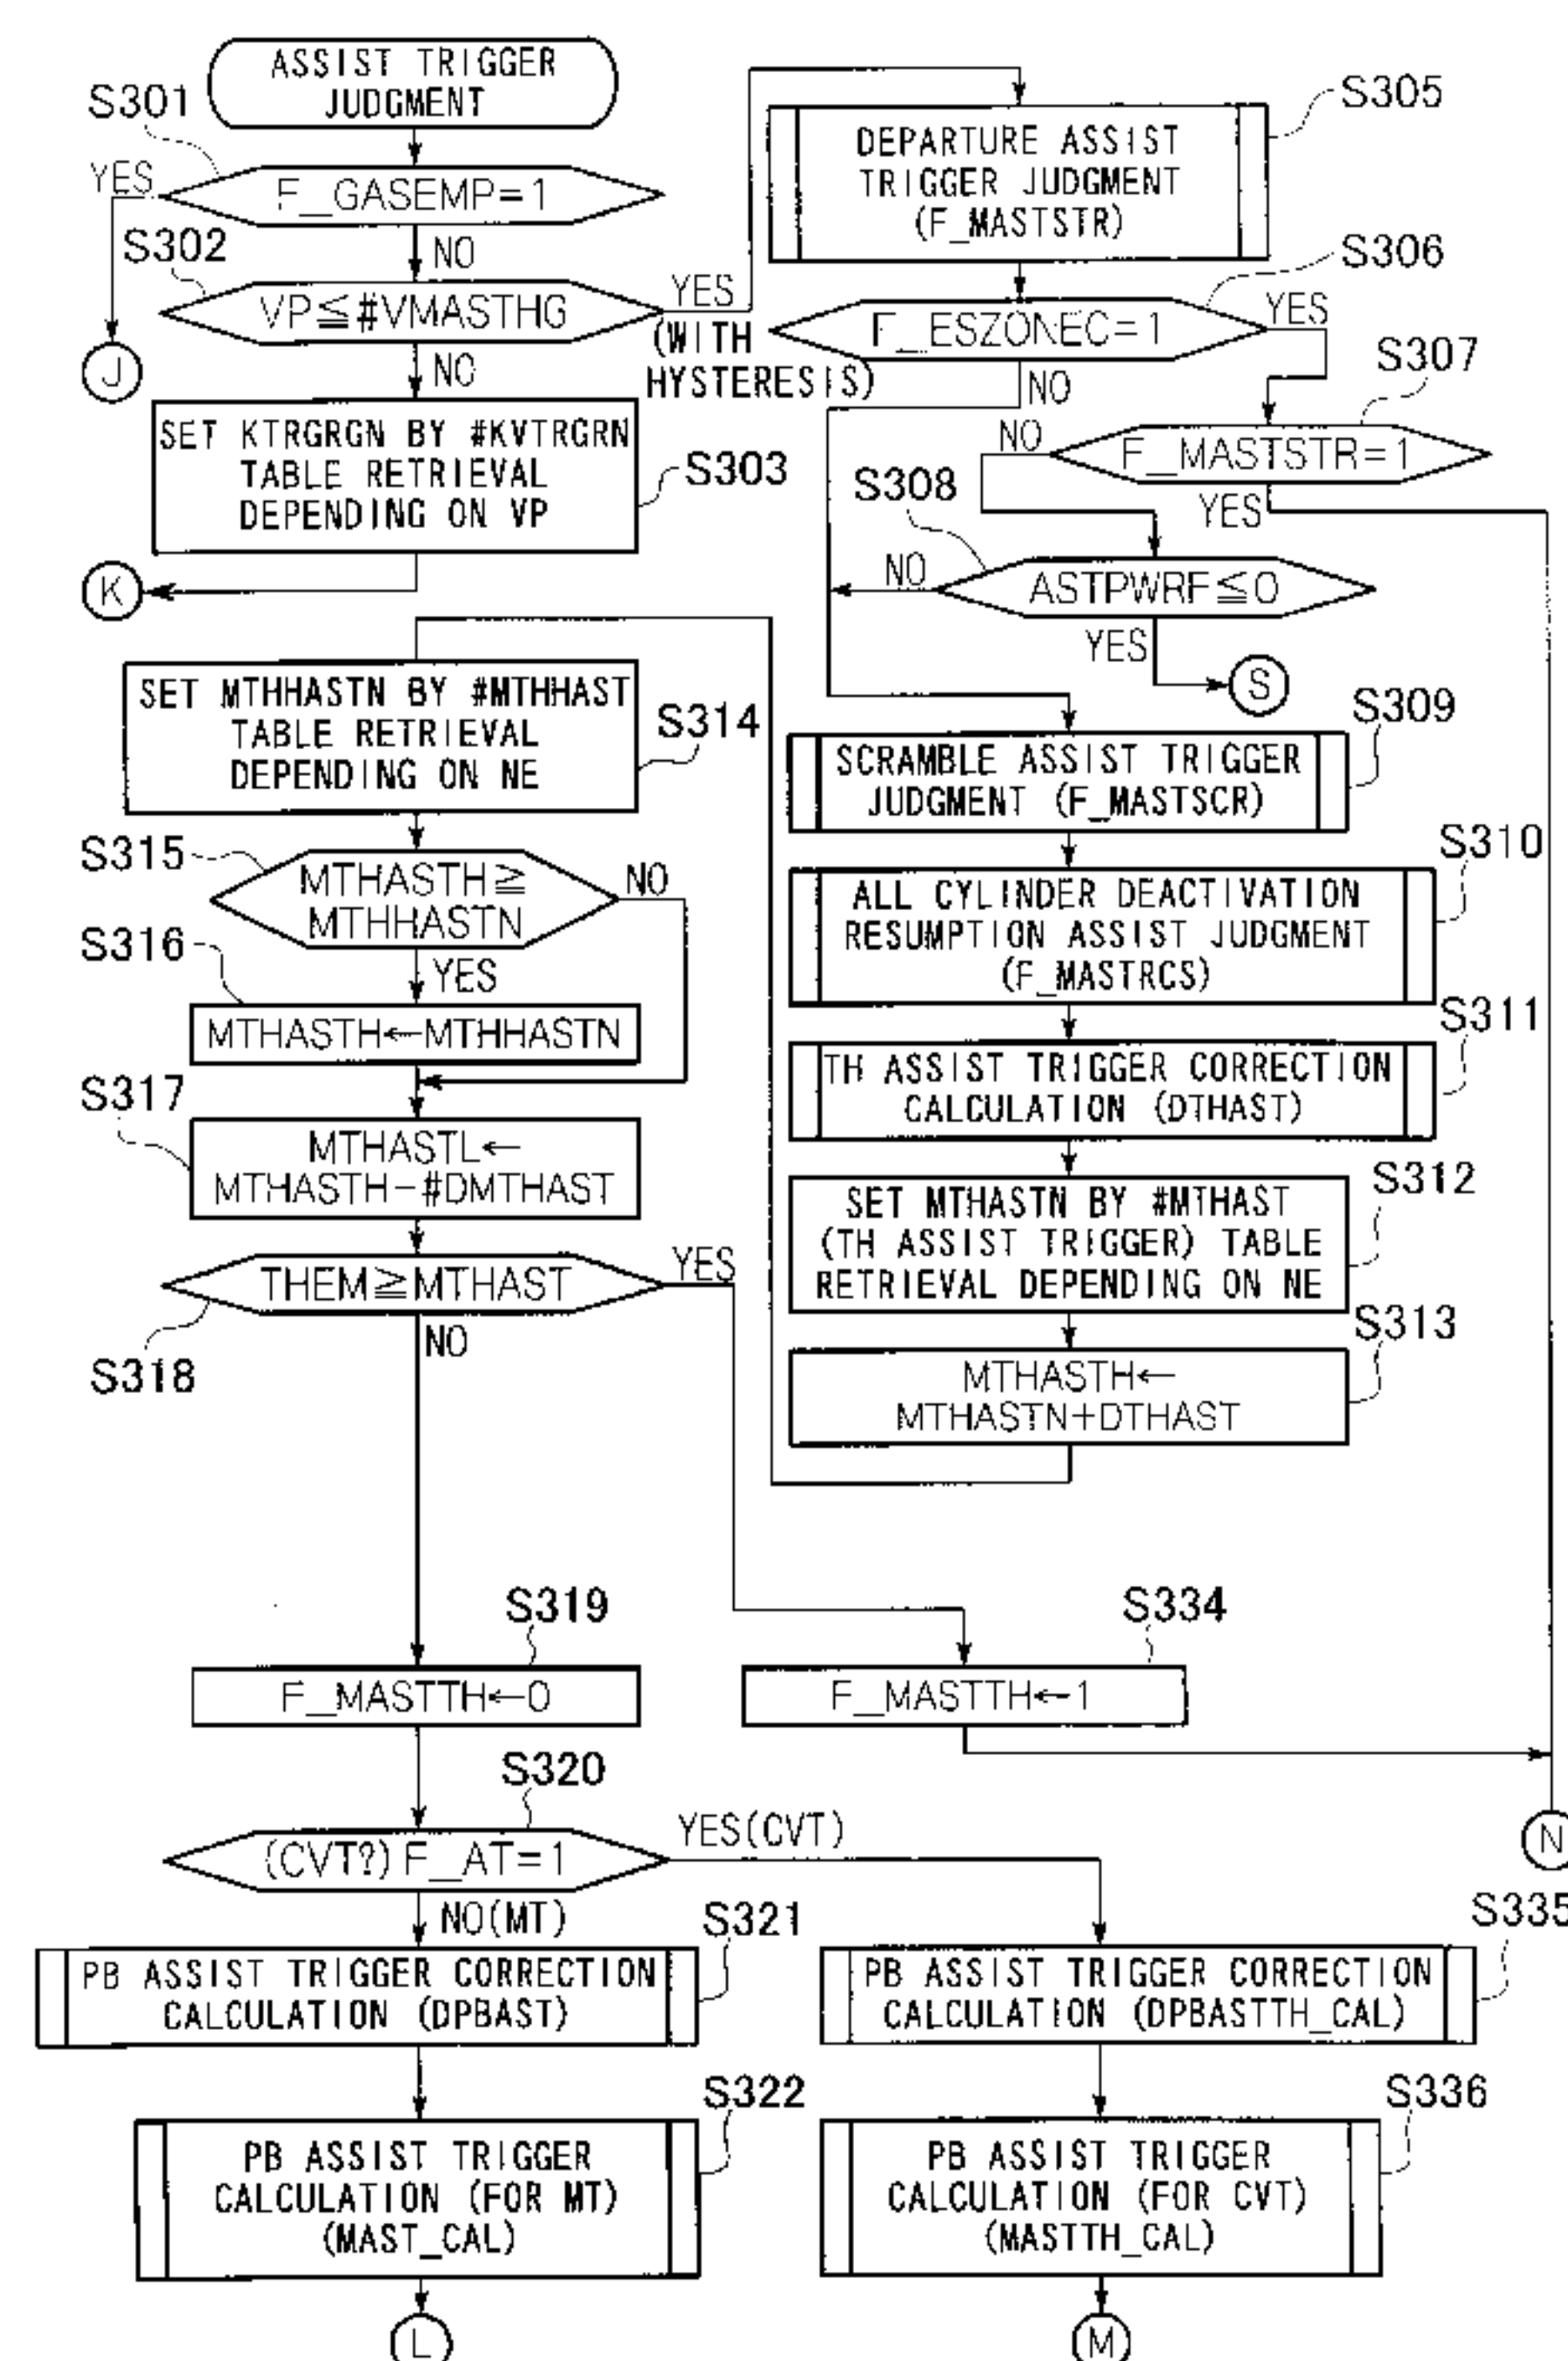 ASSIST TRIGGER
JUDGMENT
S301
YES
F_GASEMP=1
NO
J
S302
VP≦#VMASTHG
YES
(WITH
HYSTERESIS)
NO
SET KTRGRGN BY #KVTRGRN
TABLE RETRIEVAL
DEPENDING ON VP
S303
K
DEPARTURE ASSIST
TRIGGER JUDGMENT
(F_MASTSTR)
S305
S306
F_ESZONEC=1
YES
NO
S307
F_MASTSTR=1
NO
YES
S308
ASTPWRF≦0
NO
YES
S
SCRAMBLE ASSIST TRIGGER
JUDGMENT (F_MASTSCR)
S309
ALL CYLINDER DEACTIVATION
RESUMPTION ASSIST JUDGMENT
(F_MASTRCS)
S310
TH ASSIST TRIGGER CORRECTION
CALCULATION (DTHAST)
S311
SET MTHASTN BY #MTHAST
(TH ASSIST TRIGGER) TABLE
RETRIEVAL DEPENDING ON NE
S312
MTHASTH←
MTHASTN+DTHAST
S313
SET MTHHASTN BY #MTHHAST
TABLE RETRIEVAL
DEPENDING ON NE
S314
S315
MTHASTH≧
MTHHASTN
NO
YES
S316
MTHASTH←MTHHASTN
S317
MTHASTL←
MTHASTH-#DMTHAST
THEM≧MTHAST
YES
NO
S318
S319
F_MASTTH←0
S334
F_MASTTH←1
N
S320
(CVT?) F_AT=1
YES(CVT)
NO(MT)
S321
PB ASSIST TRIGGER CORRECTION
CALCULATION (DPBAST)
S322
PB ASSIST TRIGGER
CALCULATION (FOR MT)
(MAST_CAL)
L
S335
PB ASSIST TRIGGER CORRECTION
CALCULATION (DPBASTTH_CAL)
S336
PB ASSIST TRIGGER
CALCULATION (FOR CVT)
(MASTTH_CAL)
M